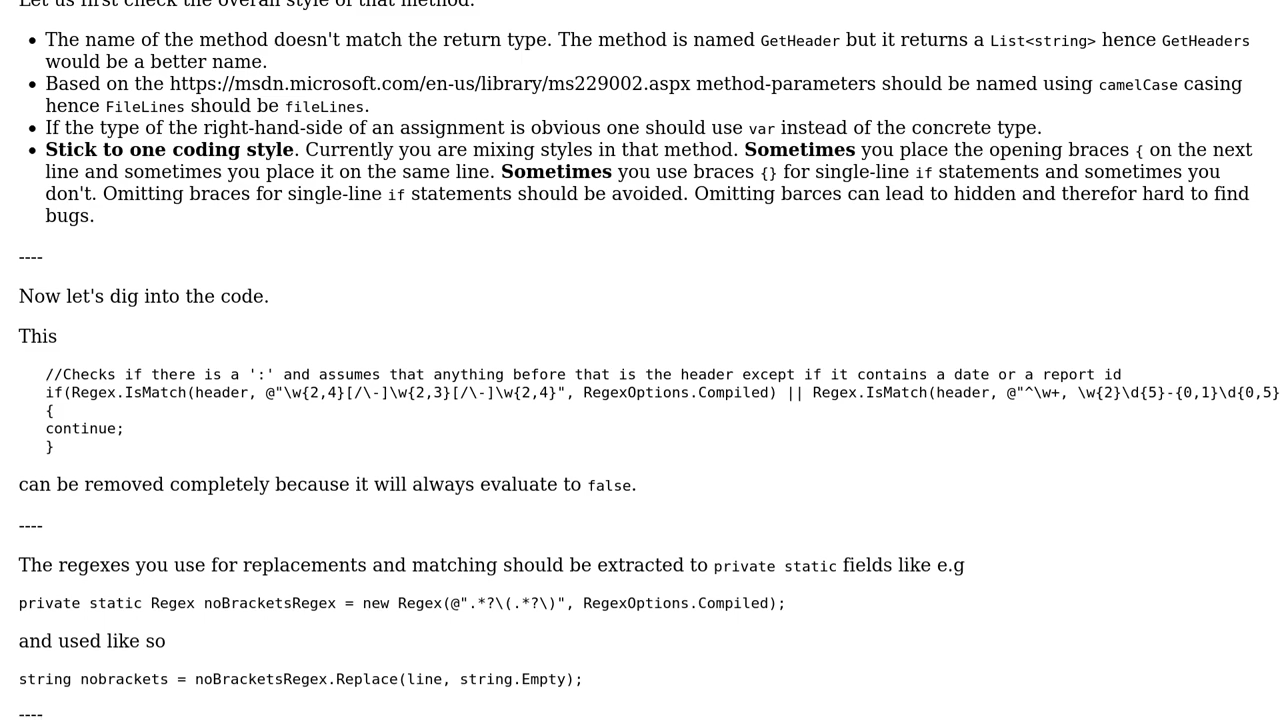 Let us first check the overall style of that method.
• The name of the method doesn't match the return type. The method is named GetHeader but it returns a List<string> hence GetHeaders
would be a better name.
• Based on the https://msdn.microsoft.com/en-us/library/ms229002.aspx method-parameters should be named using camelCase casing
hence FileLines should be fileLines.
• If the type of the right-hand-side of an assignment is obvious one should use var instead of the concrete type.
• Stick to one coding style. Currently you are mixing styles in that method. Sometimes you place the opening braces { on the next
line and sometimes you place it on the same line. Sometimes you use braces {} for single-line if statements and sometimes you
don't. Omitting braces for single-line if statements should be avoided. Omitting barces can lead to hidden and therefor hard to find
bugs.
----
Now let's dig into the code.
This
//Checks if there is a ':' and assumes that anything before that is the header except if it contains a date or a report id
if(Regex.IsMatch(header, @"\w{2,4}[/\-]\w{2,3}[/\-]\w{2,4}", RegexOptions.Compiled) || Regex.IsMatch(header, @"^\w+, \w{2}\d{5}-{0,1}\d{0,5}
{
continue;
}
can be removed completely because it will always evaluate to false.
----
The regexes you use for replacements and matching should be extracted to private static fields like e.g
private static Regex noBracketsRegex = new Regex(@".*?\(.*?\)", RegexOptions.Compiled);
and used like so
string nobrackets = noBracketsRegex.Replace(line, string.Empty);
----